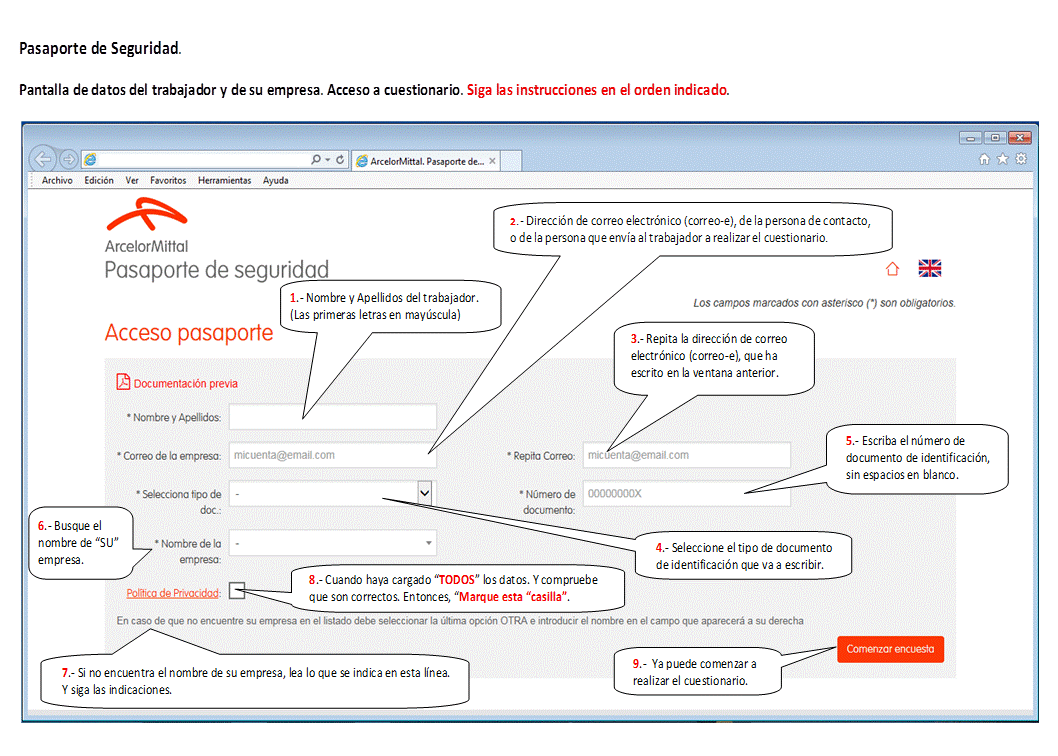 Pasaporte de Seguridad.
Pantalla de datos del trabajador y de su empresa. Acceso a cuestionario. Siga las instrucciones en el orden indicado.
ArcelorMittal. Pasaporte de...
Archivo Edición Ver Favoritos Herramientas Ayuda
ArcelorMittal
Pasaporte de seguridad
2.- Dirección de correo electrónico (correo-e), de la persona de contacto,
o de la persona que envía al trabajador a realizar el cuestionario.
1.- Nombre y Apellidos del trabajador.
(Las primeras letras en mayúscula)
Los campos marcados con asterisco (*) son obligatorios.
Acceso pasaporte
3.- Repita la dirección de correo
electrónico (correo-e), que ha
escrito en la ventana anterior.
Documentación previa
* Nombre y Apellidos:
* Correo de la empresa: micuenta@email.com
* Repita Correo: micuenta@email.com
5.- Escriba el número de
documento de identificación,
sin espacios en blanco.
* Selecciona tipo de
doc.:
-
* Número de
documento:
00000000X
6.- Busque el
nombre de “SU”
empresa.
* Nombre de la
empresa:
-
4.- Seleccione el tipo de documento
de identificación que va a escribir.
8.- Cuando haya cargado “TODOS” los datos. Y compruebe
que son correctos. Entonces, “Marque esta “casilla”.
Política de Privacidad:
En caso de que no encuentre su empresa en el listado debe seleccionar la última opción OTRA e introducir el nombre en el campo que aparecerá a su derecha
Comenzar encuesta
7.- Si no encuentra el nombre de su empresa, lea lo que se indica en esta línea.
Y siga las indicaciones.
9.- Ya puede comenzar a
realizar el cuestionario.